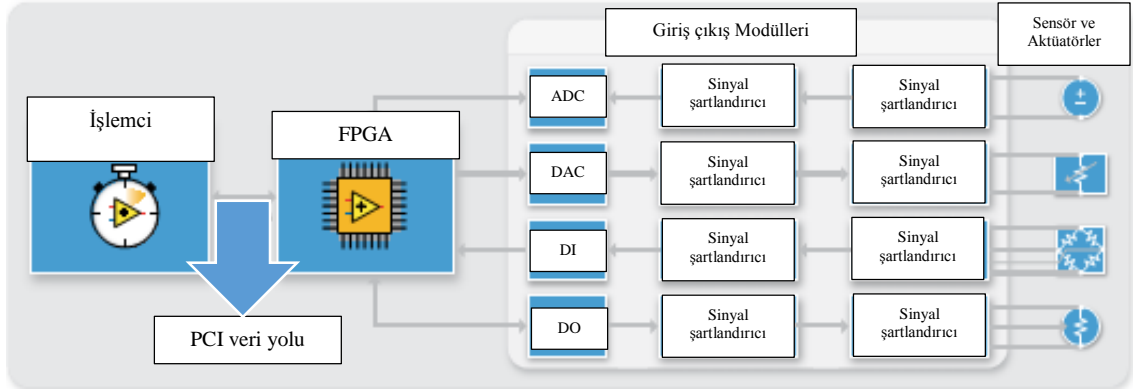 Giriş çıkış Modülleri
Sensör ve
Aktüatörler
İşlemci
FPGA
ADC
Sinyal
şartlandırıcı
Sinyal
şartlandırıcı
DAC
Sinyal
şartlandırıcı
Sinyal
şartlandırıcı
DI
Sinyal
şartlandırıcı
Sinyal
şartlandırıcı
DO
Sinyal
şartlandırıcı
Sinyal
şartlandırıcı
PCI veri yolu